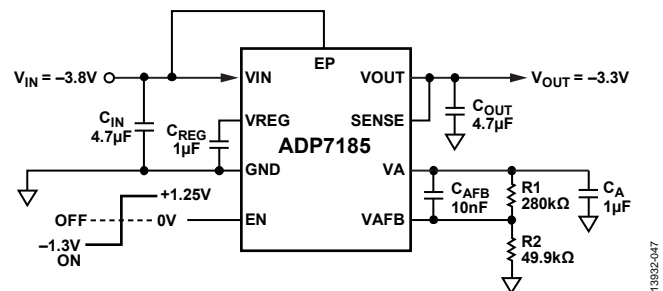 EP
V_IN = –3.8V
VIN
VOUT
V_OUT = –3.3V
C_IN
4.7µF
C_REG
1µF
VREG
SENSE
C_OUT
4.7µF
ADP7185
GND
VA
C_AFB
10nF
R1
280kΩ
C_A
1µF
+1.25V
OFF
0V
EN
VAFB
–1.3V
ON
R2
49.9kΩ
13932-047